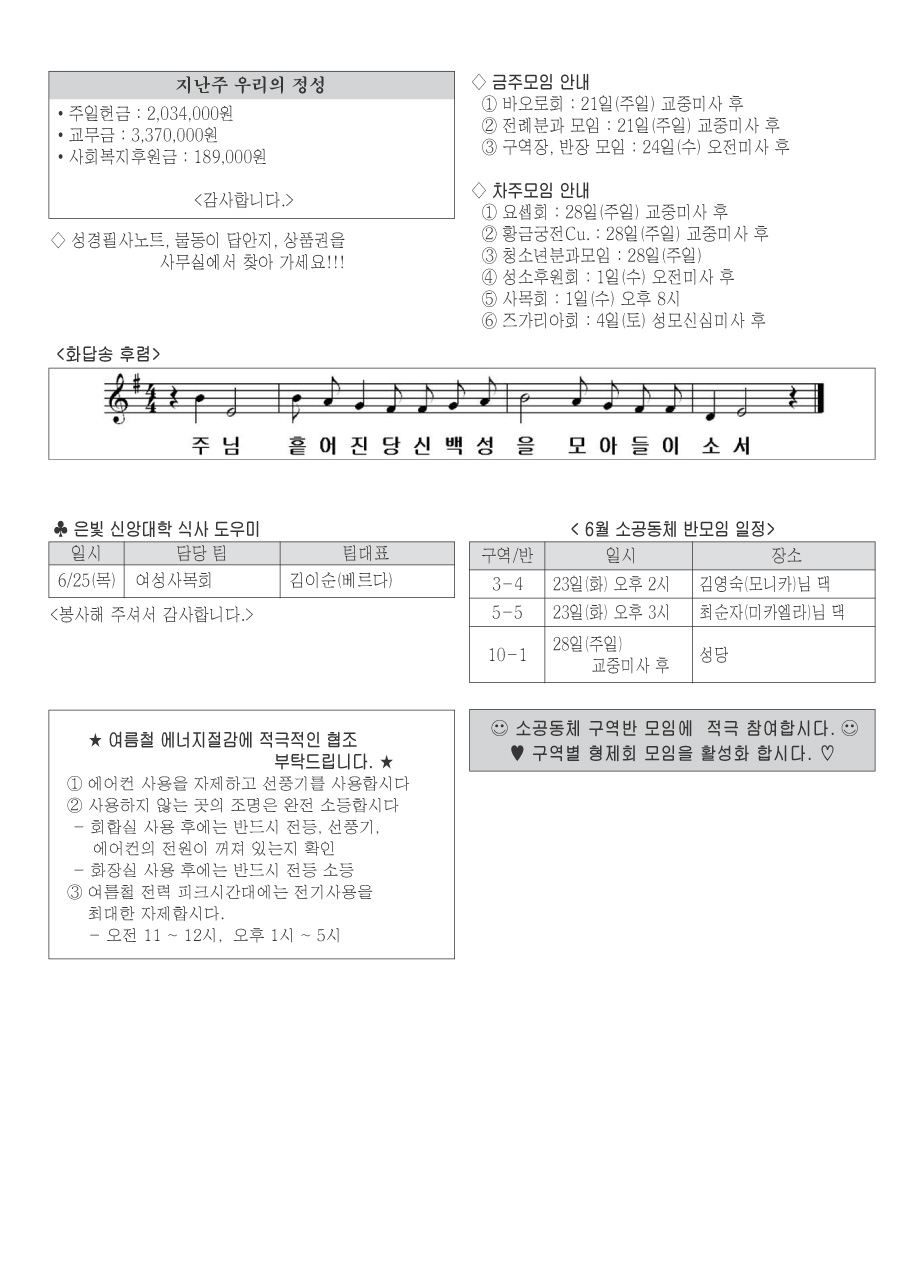 지난주 우리의 정성
• 주일헌금 : 2,034,000원
• 교무금 : 3,370,000원
• 사회복지후원금 : 189,000원
<감사합니다.>
◇ 성경필사노트, 물동이 답안지, 상품권을
사무실에서 찾아 가세요!!!
◇ 금주모임 안내
① 바오로회 : 21일(주일) 교중미사 후
② 전례분과 모임 : 21일(주일) 교중미사 후
③ 구역장, 반장 모임 : 24일(수) 오전미사 후
◇ 차주모임 안내
① 요셉회 : 28일(주일) 교중미사 후
② 황금궁전Cu. : 28일(주일) 교중미사 후
③ 청소년분과모임 : 28일(주일)
④ 성소후원회 : 1일(수) 오전미사 후
⑤ 사목회 : 1일(수) 오후 8시
⑥ 즈가리아회 : 4일(토) 성모신심미사 후
<화답송 후렴>
4
4
주 님 흩 어 진 당 신 백 성 을 모 아 들 이 소 서
♣ 은빛 신앙대학 식사 도우미
일시 담당 팀 팀대표
6/25(목) 여성사목회 김이순(베르다)
<봉사해 주셔서 감사합니다.>
< 6월 소공동체 반모임 일정>
구역/반 일시 장소
3-4 23일(화) 오후 2시 김영숙(모니카)님 댁
5-5 23일(화) 오후 3시 최순자(미카엘라)님 댁
10-1 28일(주일) 교중미사 후 성당
★ 여름철 에너지절감에 적극적인 협조
부탁드립니다. ★
① 에어컨 사용을 자제하고 선풍기를 사용합시다
② 사용하지 않는 곳의 조명은 완전 소등합시다
- 회합실 사용 후에는 반드시 전등, 선풍기,
에어컨의 전원이 꺼져 있는지 확인
- 화장실 사용 후에는 반드시 전등 소등
③ 여름철 전력 피크시간대에는 전기사용을
최대한 자제합시다.
- 오전 11 ~ 12시, 오후 1시 ~ 5시
☺ 소공동체 구역반 모임에 적극 참여합시다. ☺
♥ 구역별 형제회 모임을 활성화 합시다. ♡